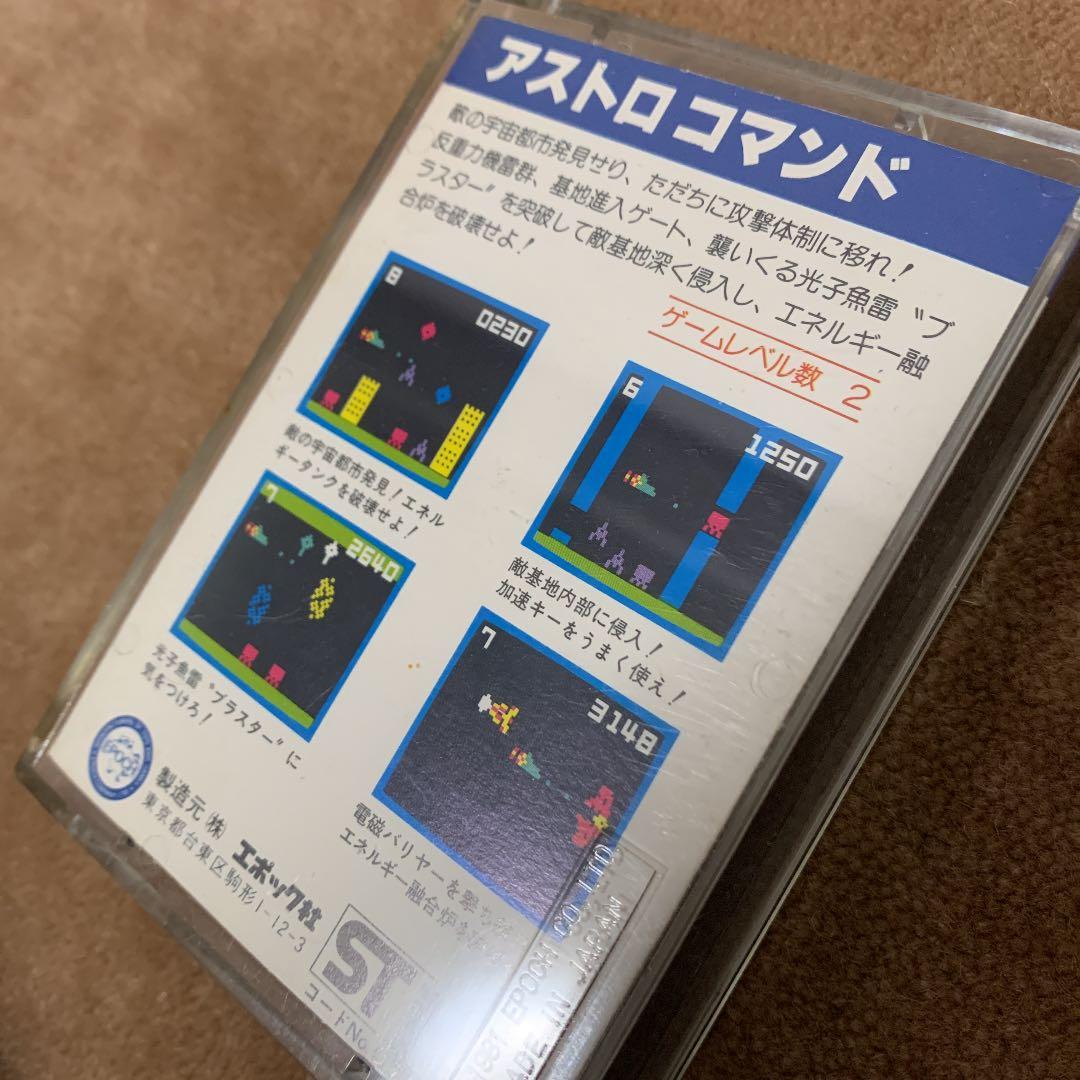 アストロ コマンド
敵の宇宙都市発見せり、ただちに攻撃体制に移れ！
反重力機雷群、基地進入ゲート、襲いくる光子魚雷〝ブ
ラスター〟を突破して敵基地深く侵入し、エネルギー融
合炉を破壊せよ！
ゲームレベル数 2
8
0230
敵の宇宙都市発見！エネル
ギータンクを破壊せよ！
6
1250
敵基地内部に侵入！
加速キーをうまく使え！
7
2640
光子魚雷〝ブラスター〟に
気をつけろ！
7
3148
電磁バリヤーを撃
エネルギー融合炉
EPOCH
製造元 (株) エポック社
東京都台東区駒形1-12-3
ST
コードNo.
1981 EPOCH CO., LTD.
MADE IN JAPAN